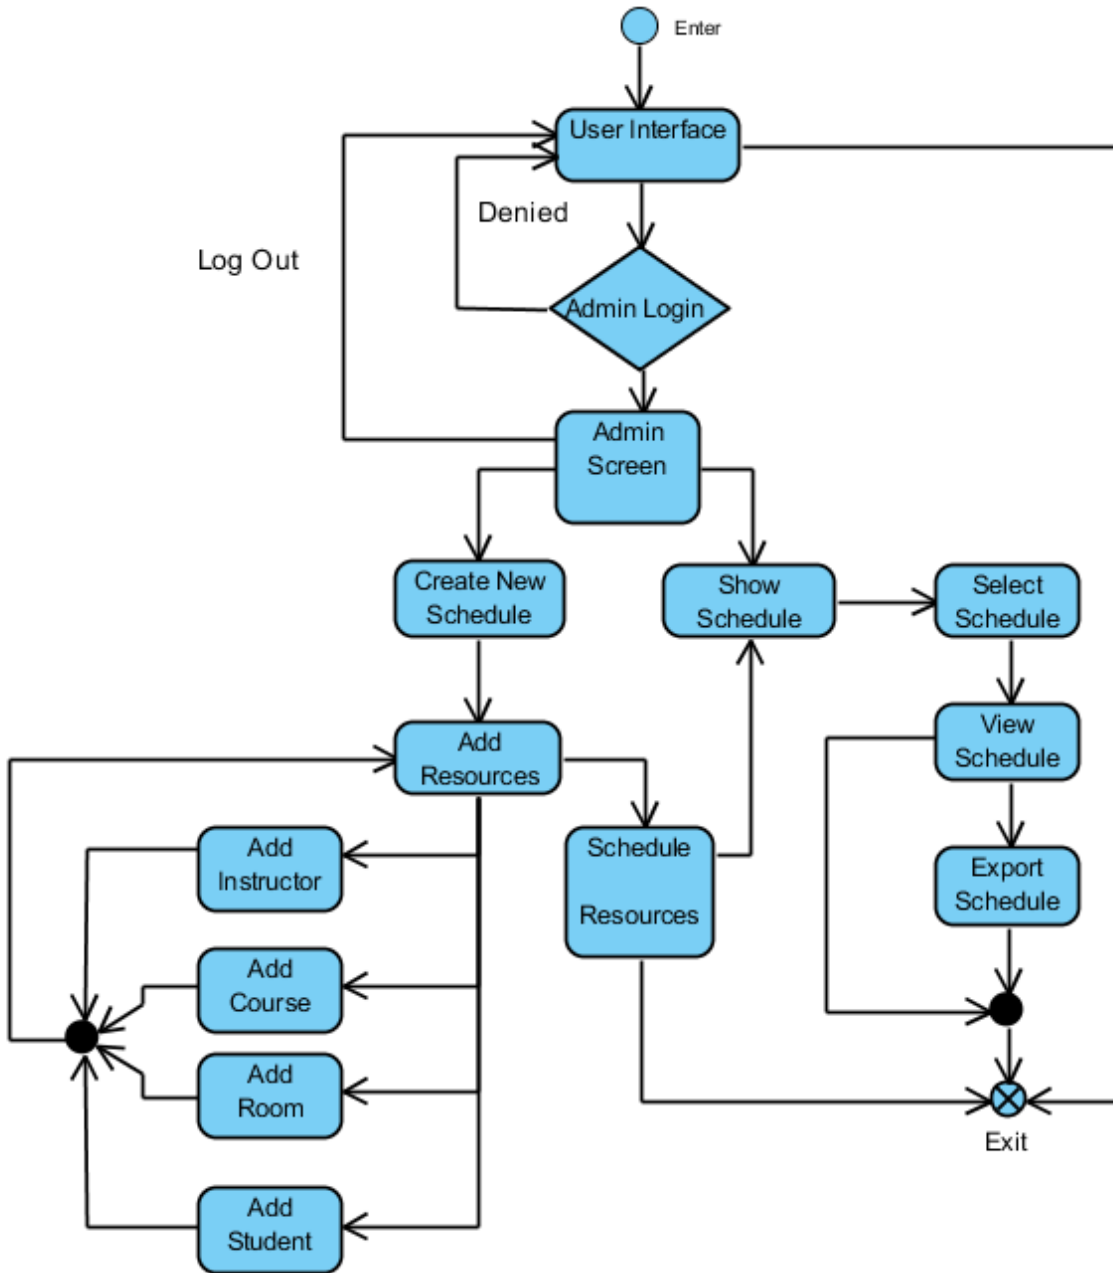 Enter
User Interface
Denied
Log Out
Admin Login
Admin
Screen
Create New
Schedule
Show
Schedule
Select
Schedule
Add
Resources
View
Schedule
Add
Instructor
Schedule
Resources
Export
Schedule
Add
Course
Add
Room
Exit
Add
Student